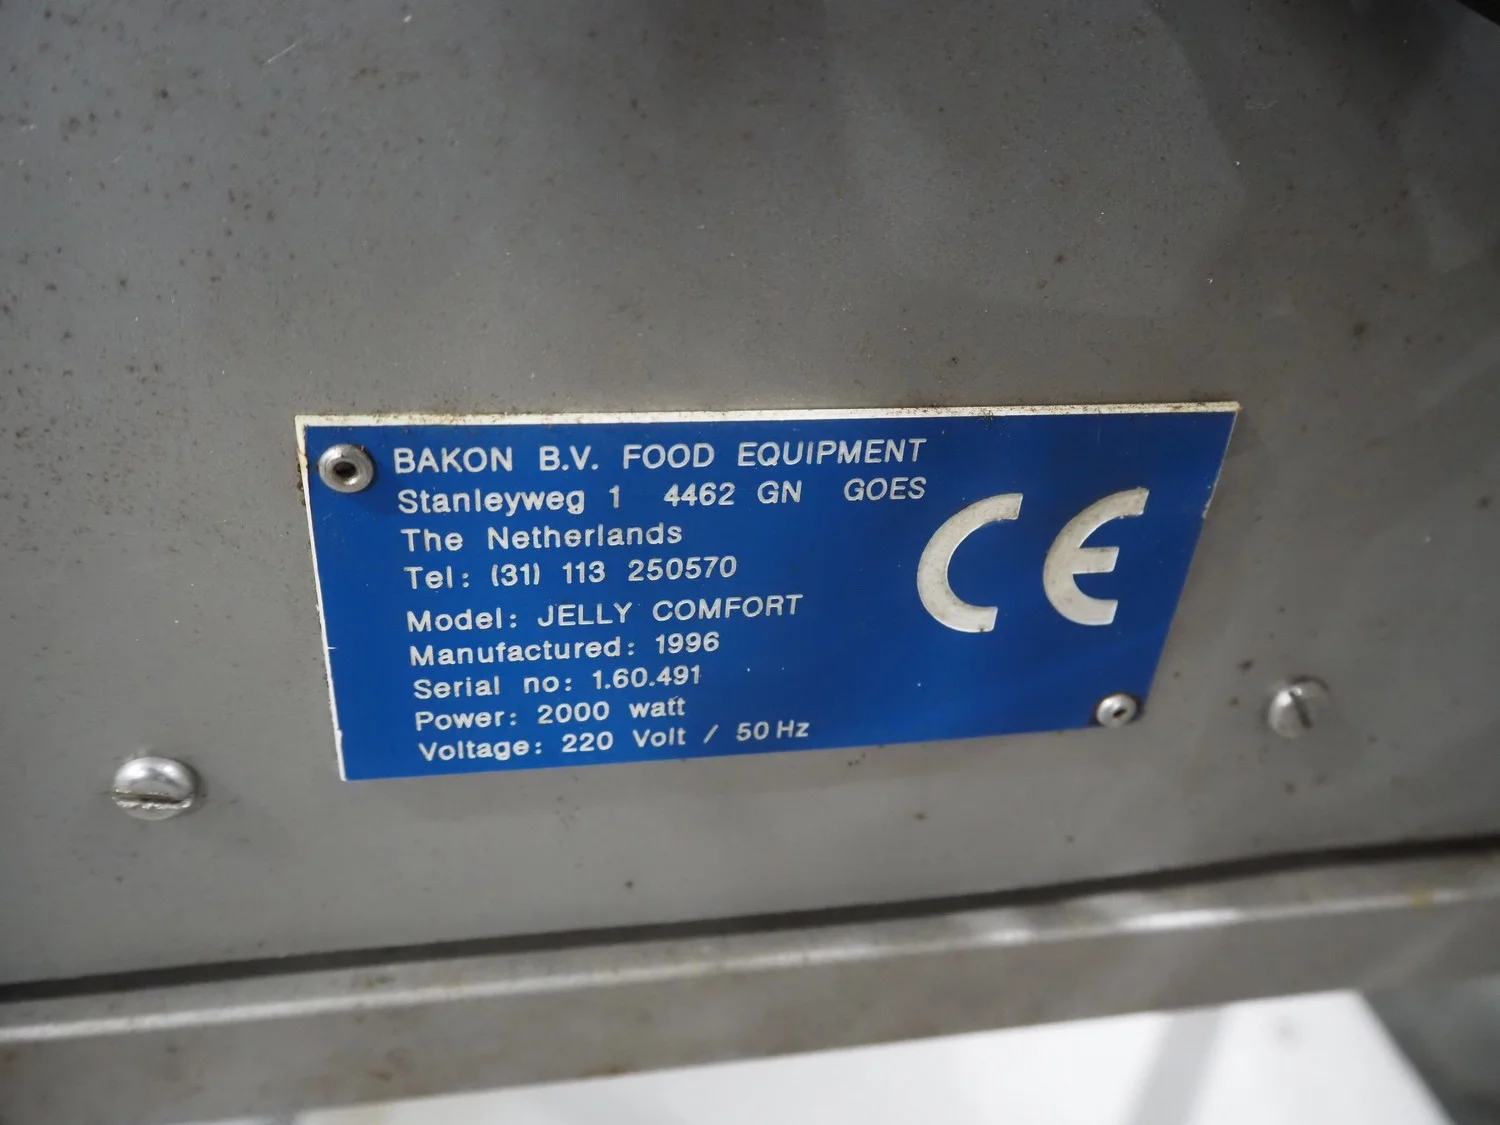 BAKON B.V. FOOD EQUIPMENT
Stanleyweg 1 4462 GN GOES
The Netherlands
Tel: (31) 113 250570
Model: JELLY COMFORT
Manufactured: 1996
Serial no: 1.60.491
Power: 2000 watt
Voltage: 220 Volt / 50 Hz
CE